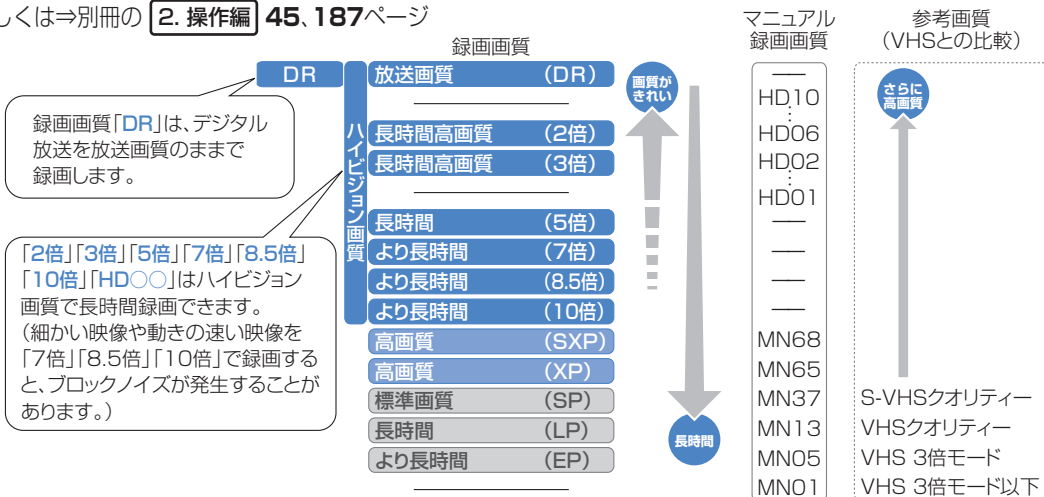 しくは⇒別冊の 2. 操作編 45、187ページ
録画画質
マニュアル
録画画質
参考画質
(VHSとの比較)
DR
録画画質「DR」は、デジタル
放送を放送画質のままで
録画します。
「2倍」「3倍」「5倍」「7倍」「8.5倍」
「10倍」「HD○○」はハイビジョン
画質で長時間録画できます。
(細かい映像や動きの速い映像を
「7倍」「8.5倍」「10倍」で録画する
と、ブロックノイズが発生することが
あります。)
ハイビジョン画質
放送画質 (DR)
長時間高画質 (2倍)
長時間高画質 (3倍)
長時間 (5倍)
より長時間 (7倍)
より長時間 (8.5倍)
より長時間 (10倍)
高画質 (SXP)
高画質 (XP)
標準画質 (SP)
長時間 (LP)
より長時間 (EP)
画質が
きれい
長時間
——
HD10
:
HD06
HD02
:
HD01
——
——
——
——
MN68
MN65
MN37
MN13
MN05
MN01
さらに
高画質
S-VHSクオリティー
VHSクオリティー
VHS 3倍モード
VHS 3倍モード以下